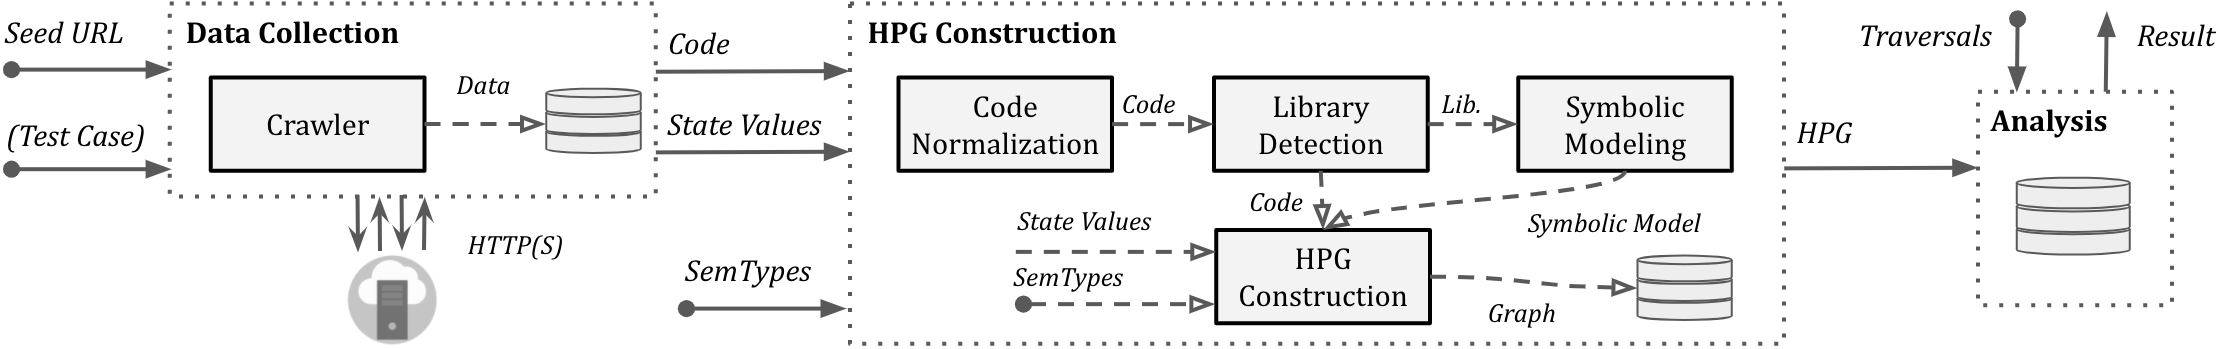 Seed URL
(Test Case)
Data Collection
Crawler
Data
HTTP(S)
Code
State Values
SemTypes
HPG Construction
Code
Normalization
Code
Library
Detection
Lib.
Symbolic
Modeling
Code
Symbolic Model
State Values
SemTypes
HPG
Construction
Graph
HPG
Traversals
Result
Analysis